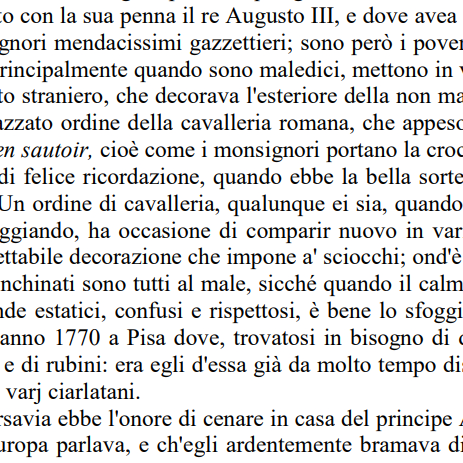 to con la sua penna il re Augusto III, e dove avea
gnori mendacissimi gazzettieri; sono però i pover
principalmente quando sono maledici, mettono in v
to straniero, che decorava l'esteriore della non ma
azzato ordine della cavalleria romana, che appeso
en sautoir, cioè come i monsignori portano la croc
di felice ricordazione, quando ebbe la bella sorte
Un ordine di cavalleria, qualunque ei sia, quando
ggiando, ha occasione di comparir nuovo in var
ettabile decorazione che impone a' sciocchi; ond'è
nchinati sono tutti al male, sicché quando il calm
nde estatici, confusi e rispettosi, è bene lo sfoggi
anno 1770 a Pisa dove, trovatosi in bisogno di d
e di rubini: era egli d'essa già da molto tempo dis
varj ciarlatani.
rsavia ebbe l'onore di cenare in casa del principe A
uropa parlava, e ch'egli ardentemente bramava di